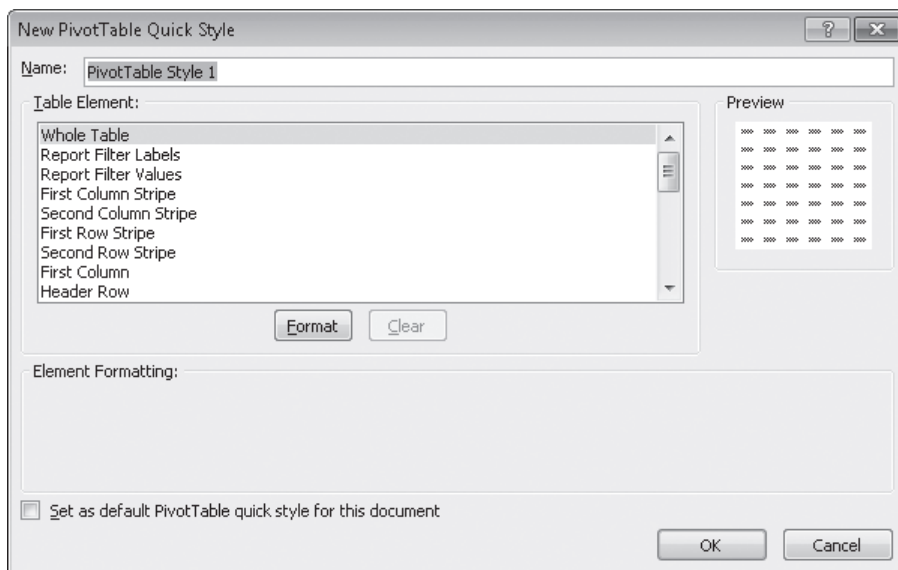 New PivotTable Quick Style
Name: PivotTable Style 1
Table Element:
Preview
Whole Table
Report Filter Labels
Report Filter Values
First Column Stripe
Second Column Stripe
First Row Stripe
Second Row Stripe
First Column
Header Row
Format Clear
Element Formatting:
Set as default PivotTable quick style for this document
OK Cancel